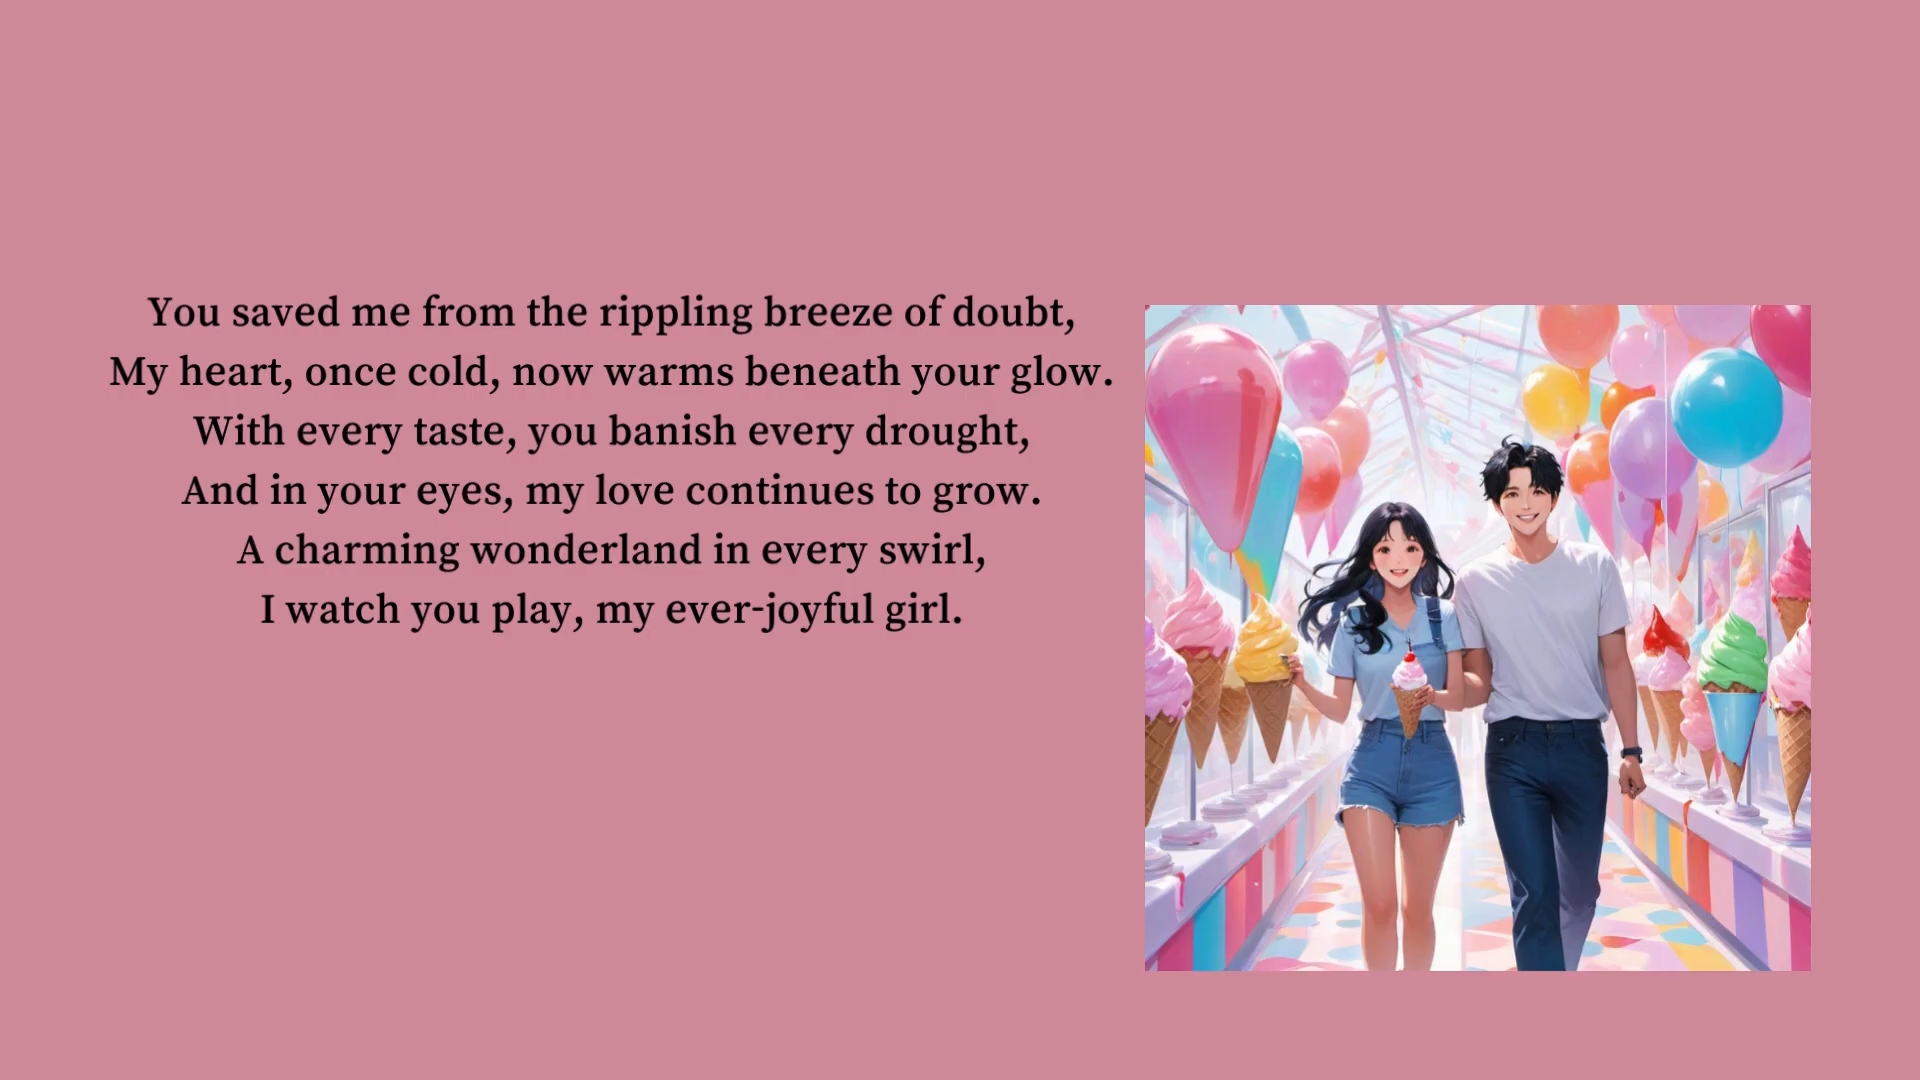 You saved me from the rippling breeze of doubt,
My heart, once cold, now warms beneath your glow.
With every taste, you banish every drought,
And in your eyes, my love continues to grow.
A charming wonderland in every swirl,
I watch you play, my ever-joyful girl.